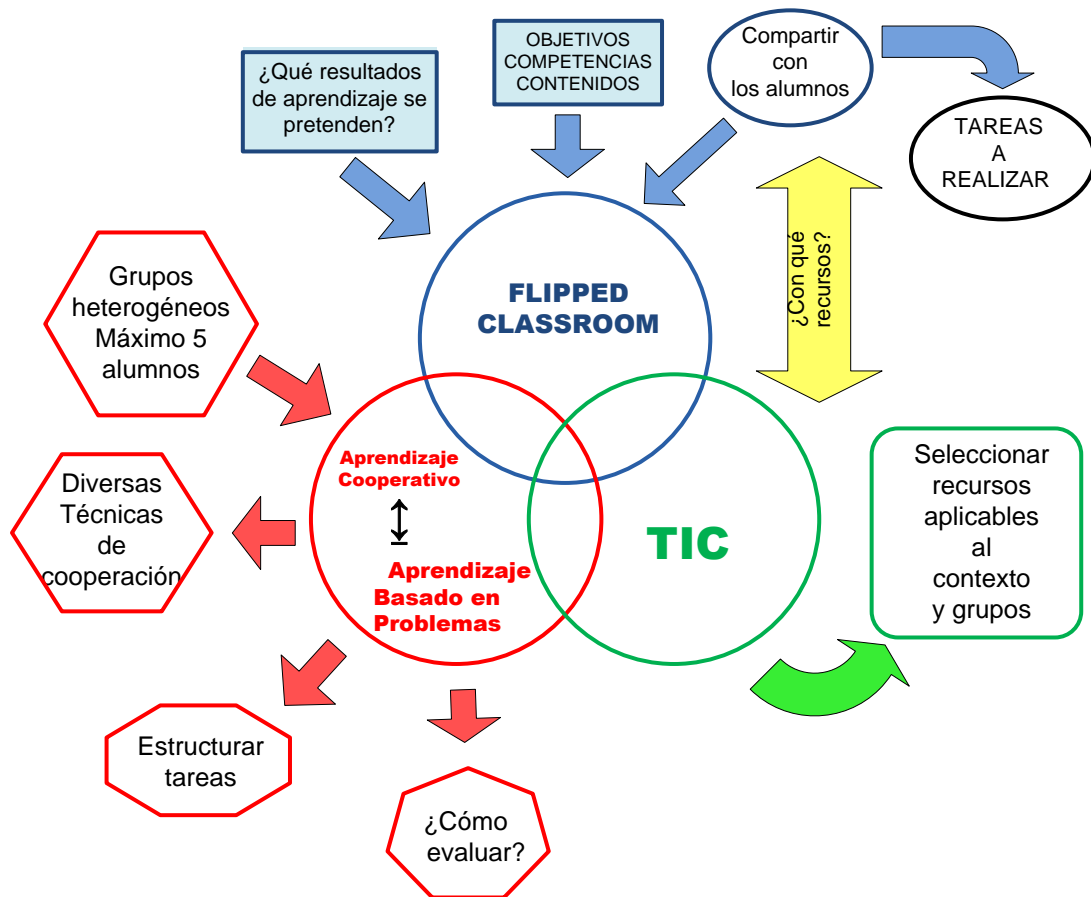 ¿Qué resultados
de aprendizaje se
pretenden?
OBJETIVOS
COMPETENCIAS
CONTENIDOS
Compartir
con
los alumnos
TAREAS
A
REALIZAR
¿Con qué
recursos?
FLIPPED
CLASSROOM
Grupos
heterogéneos
Máximo 5
alumnos
Aprendizaje
Cooperativo
Aprendizaje
Basado en
Problemas
TIC
Seleccionar
recursos
aplicables
al
contexto
y grupos
Diversas
Técnicas
de
cooperación
Estructurar
tareas
¿Cómo
evaluar?